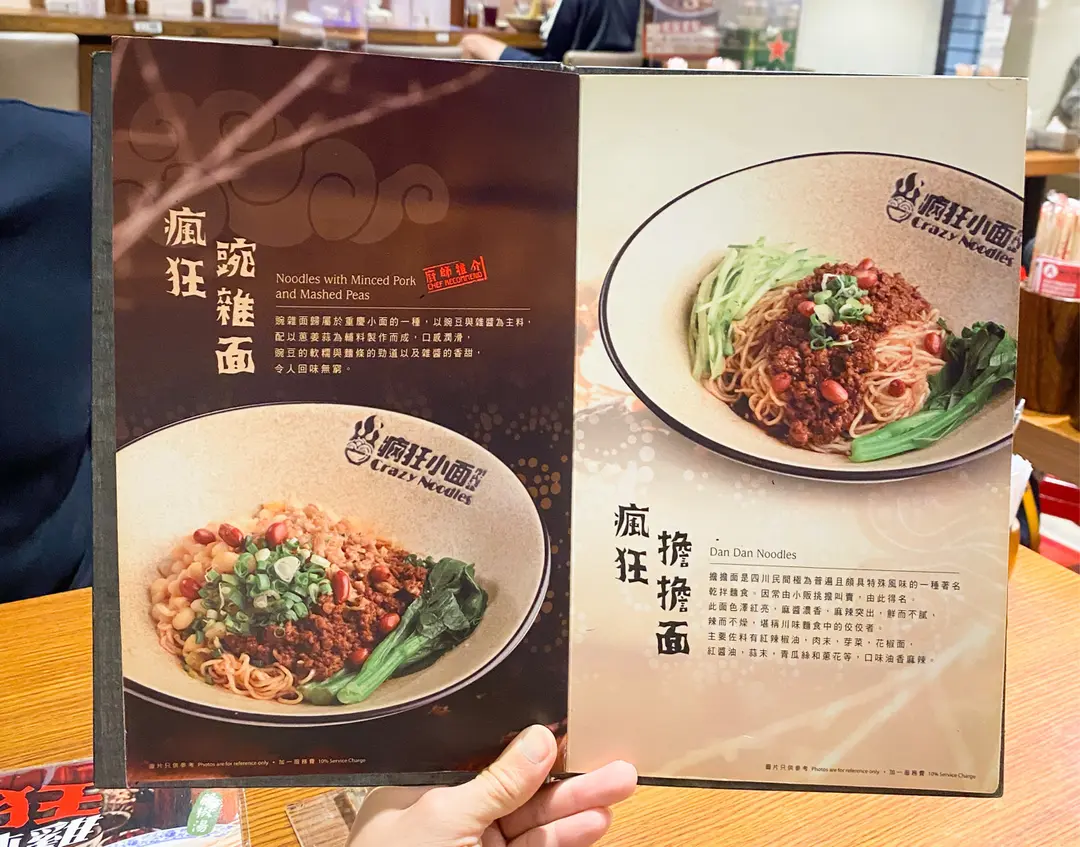 瘋狂
豌雜面
Noodles with Minced Pork
and Mashed Peas
廚師推介
CHEF RECOMMEND
豌雜面歸屬於重慶小面的一種，以豌豆與雜醬為主料，
配以蔥姜蒜為輔料製作而成，口感潤滑，
豌豆的軟糯與麵條的勁道以及雜醬的香甜，
令人回味無窮。
瘋狂小面
Crazy Noodles
圖片只供參考 Photos are for reference only • 加一服務費 10% Service Charge
瘋狂小面
Crazy Noodles
瘋狂
擔擔面
Dan Dan Noodles
擔擔面是四川民間極為普遍且頗具特殊風味的一種著名
乾拌麵食。因常由小販挑擔叫賣，由此得名。
此面色澤紅亮，麻醬濃香，麻辣突出，鮮而不膩，
辣而不燥，堪稱川味麵食中的佼佼者。
主要佐料有紅辣椒油，肉末，芽菜，花椒面，
紅醬油，蒜末，青瓜絲和蔥花等，口味油香麻辣。
圖片只供參考 Photos are for reference only • 加一服務費 10% Service Charge
狂
雞
湯